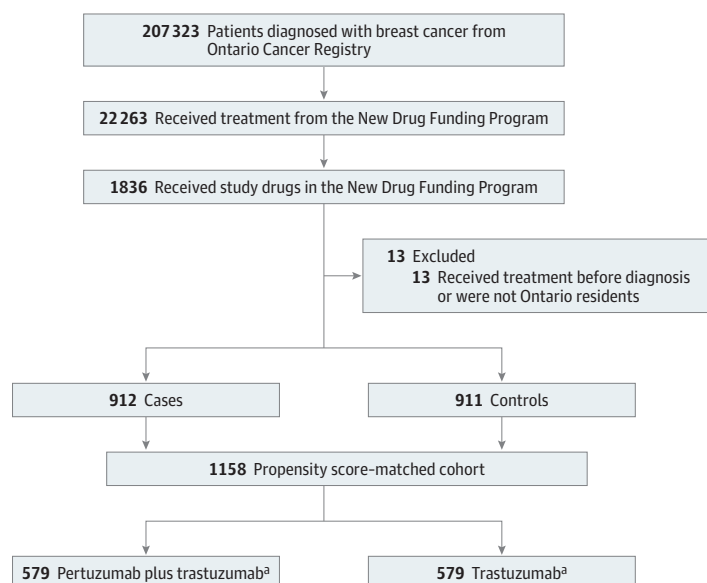 207 323 Patients diagnosed with breast cancer from
Ontario Cancer Registry
22 263 Received treatment from the New Drug Funding Program
1836 Received study drugs in the New Drug Funding Program
13 Excluded
13 Received treatment before diagnosis
or were not Ontario residents
912 Cases
911 Controls
1158 Propensity score-matched cohort
579 Pertuzumab plus trastuzumabᵃ
579 Trastuzumabᵃ